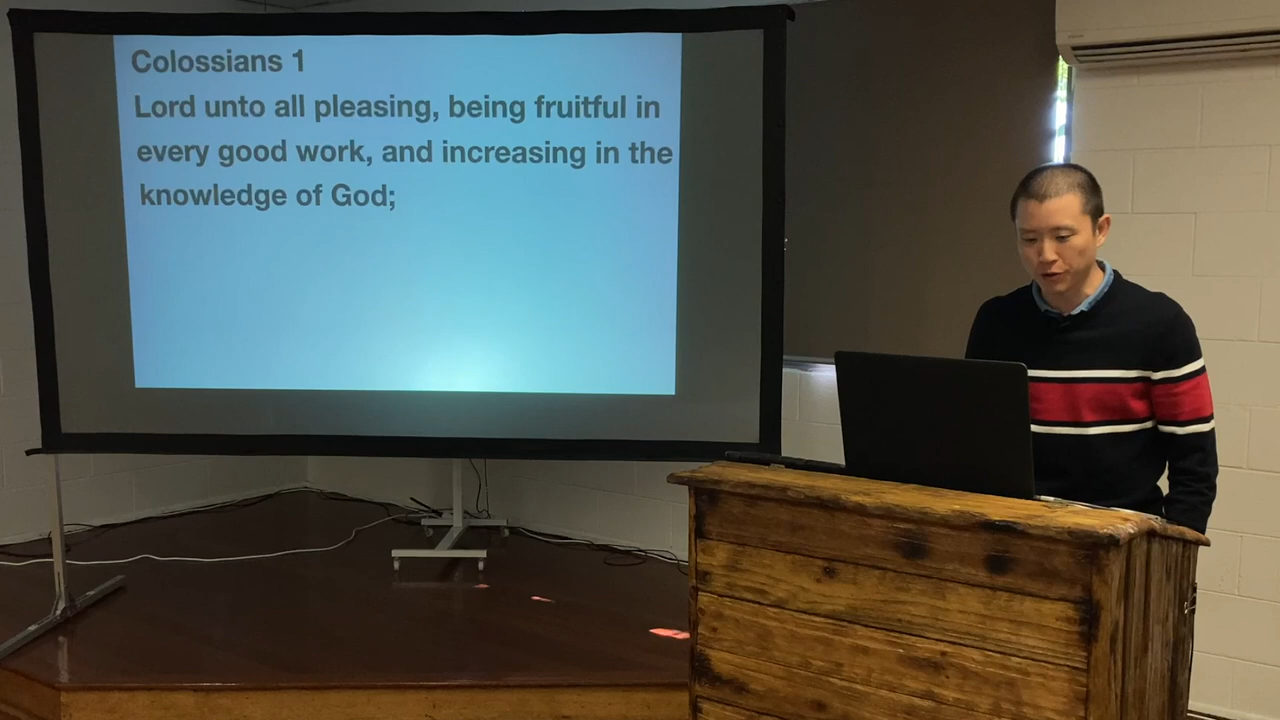 Colossians 1
Lord unto all pleasing, being fruitful in
every good work, and increasing in the
knowledge of God;